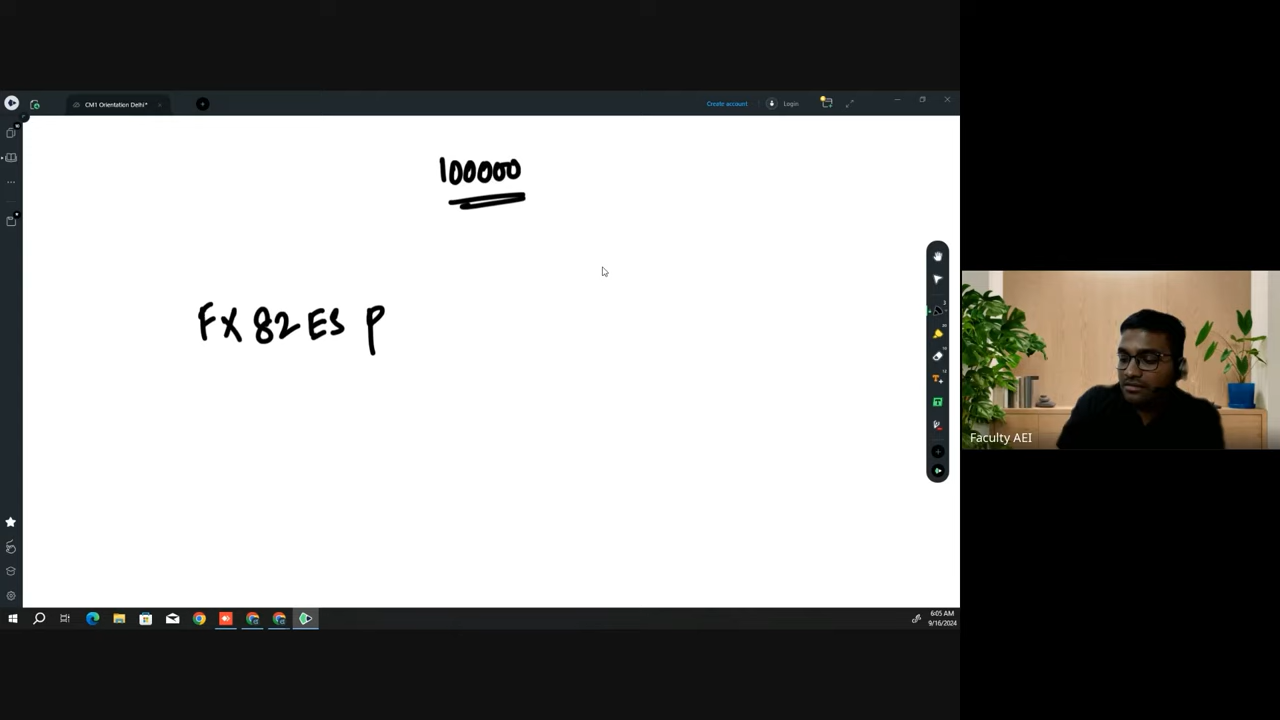 CM1 Orientation Delhi*
Create account
Login
100000
FX 82 ES P
Faculty AEI
6:05 AM
9/16/2024